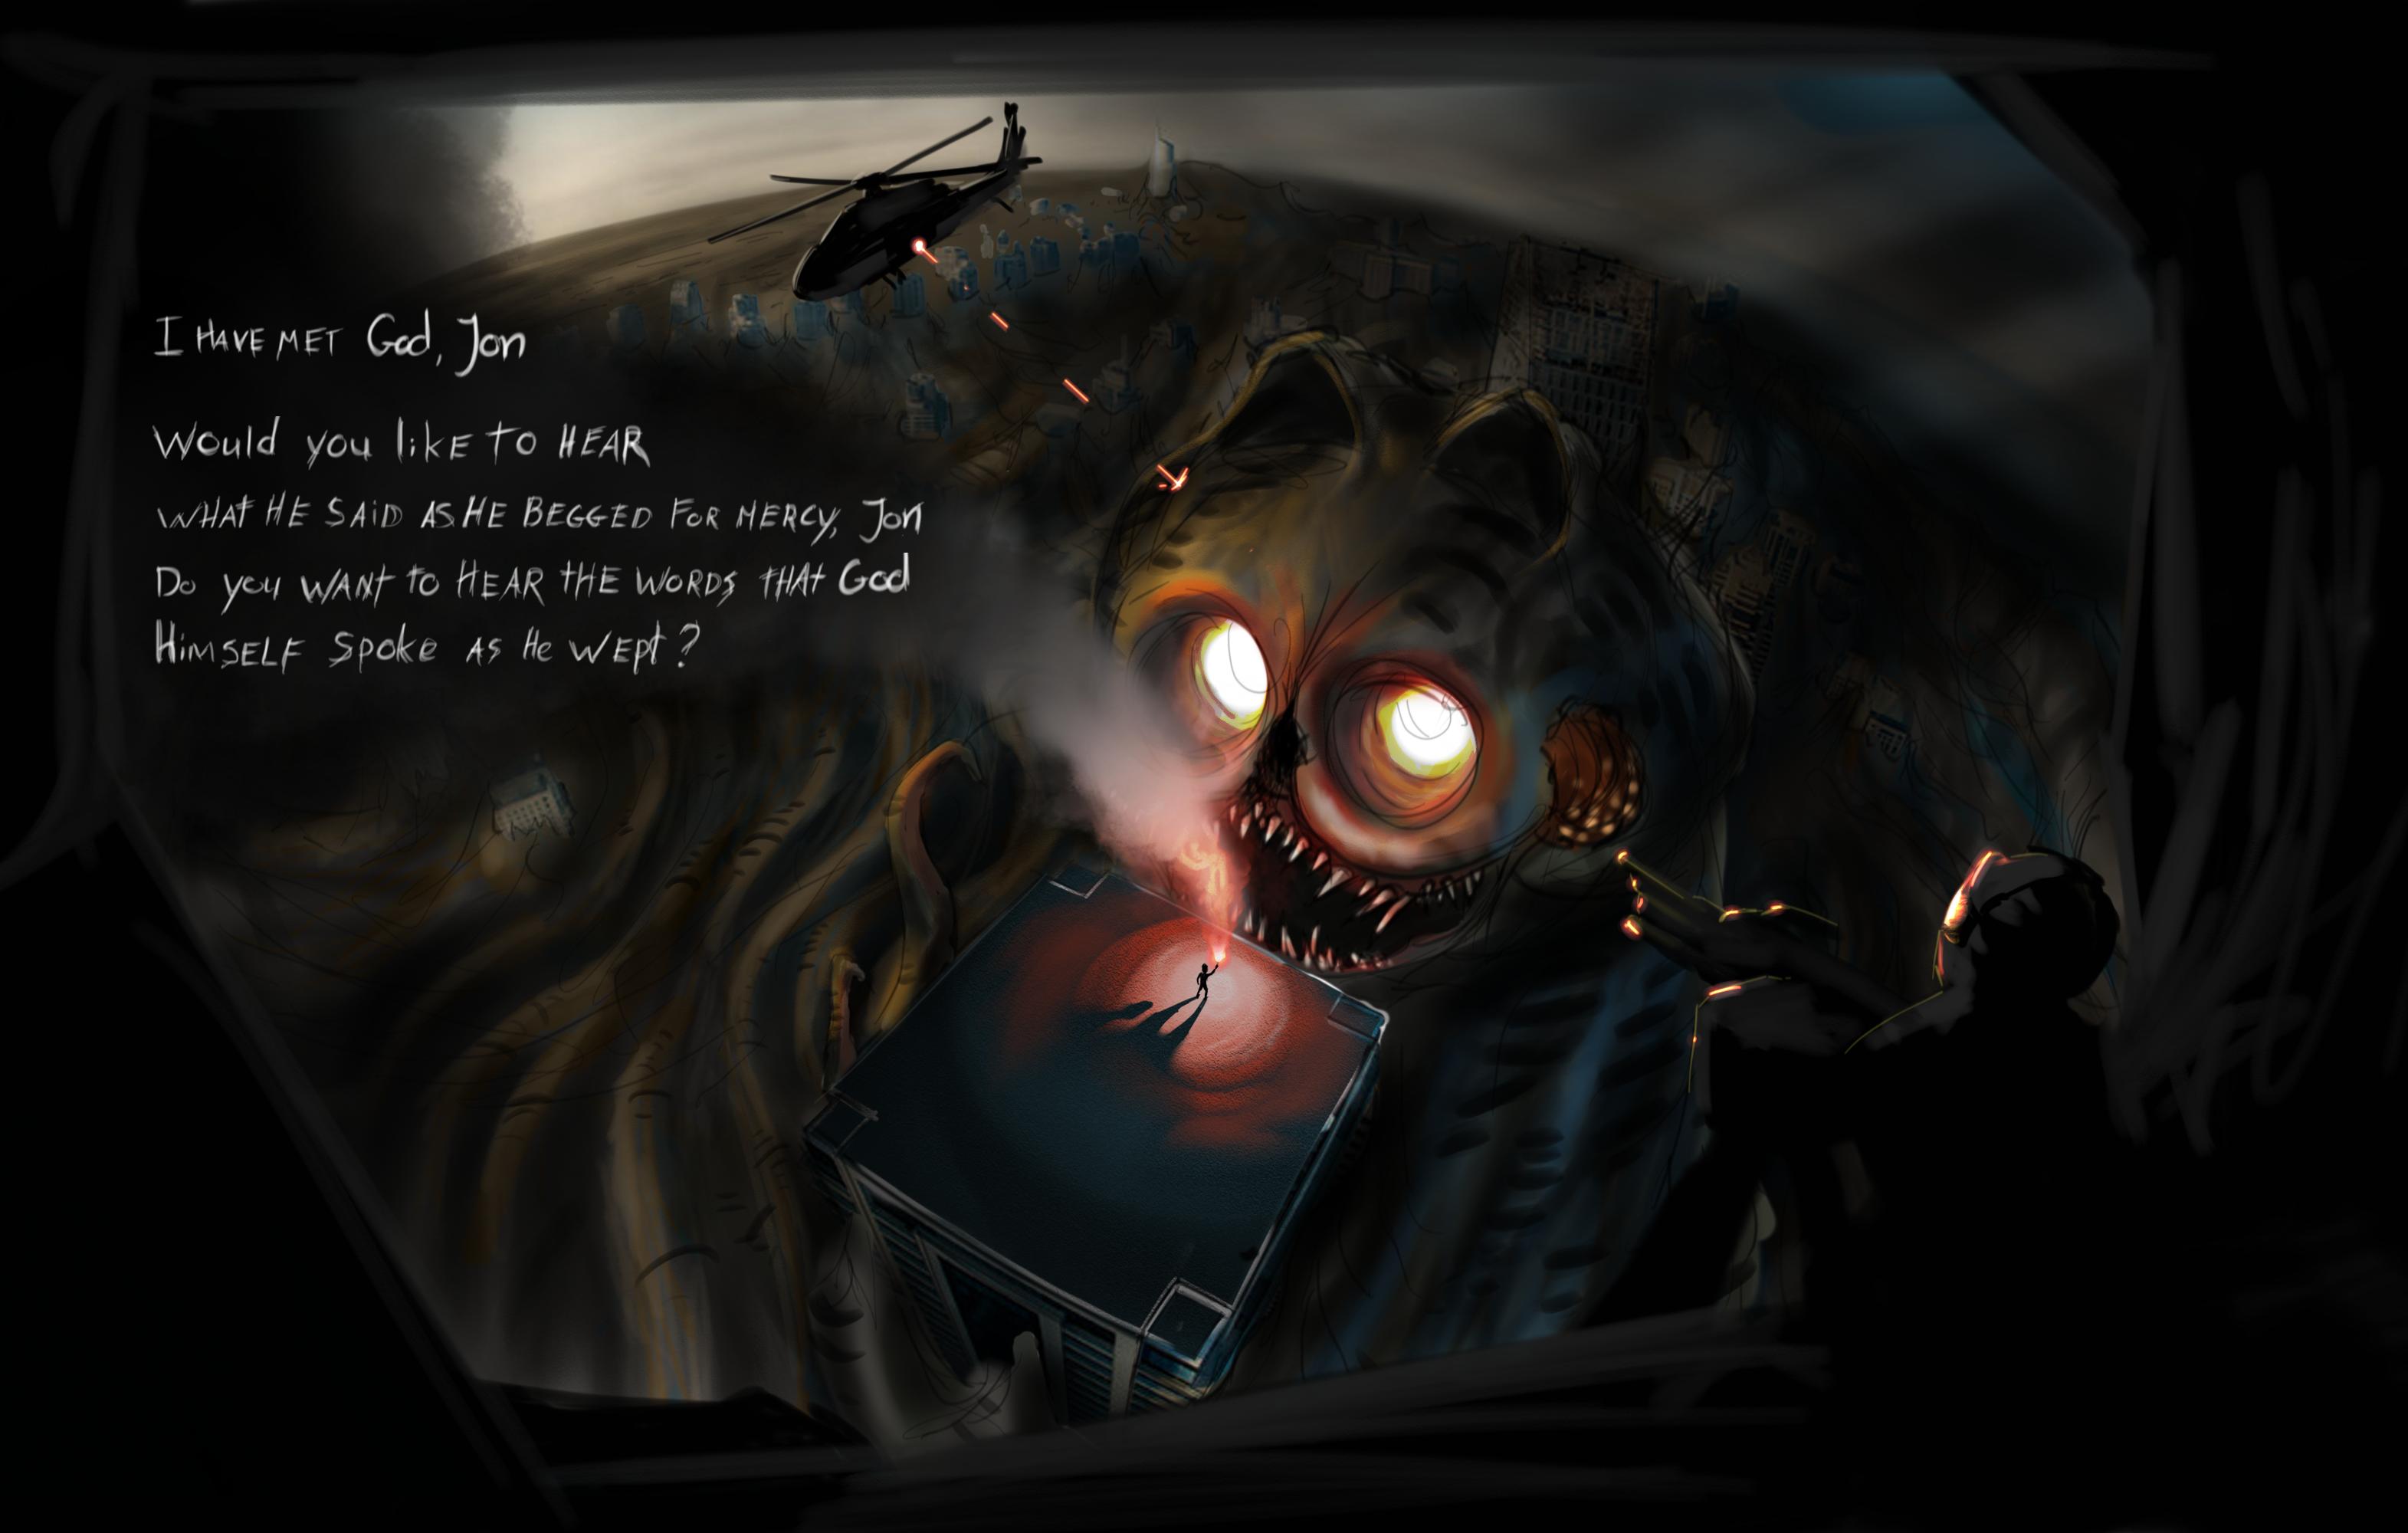 I HAVE MET God, Jon
Would you likE TO HEAR
WHAT HE SAiD AS HE BEGGED FoR MERCY, Jon
Do you WANT to HEAR tHE WORDS tHAt God
HiMSELF Spoke AS He WEpt?